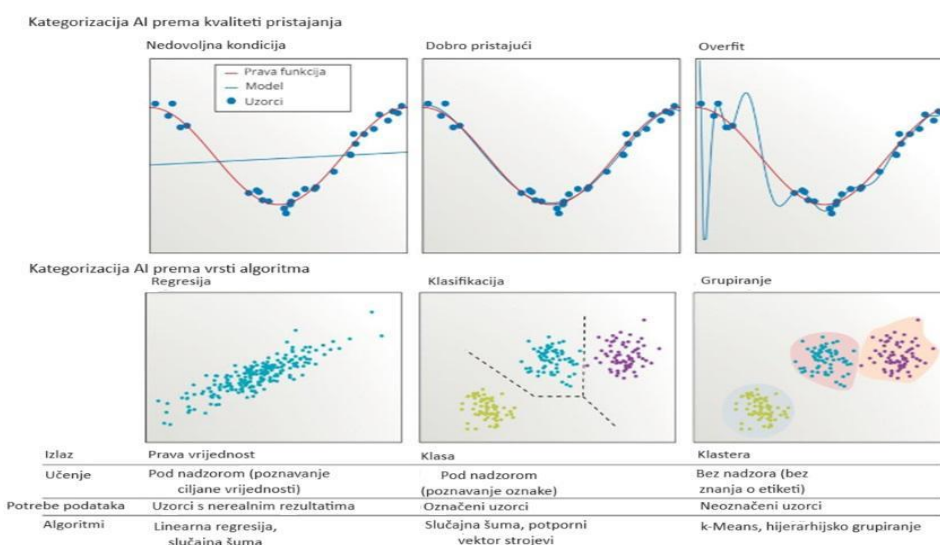 Kategorizacija AI prema kvaliteti pristajanja
Nedovoljna kondicija
Dobro pristajući
Overfit
Prava funkcija
Model
Uzorci
Kategorizacija AI prema vrsti algoritma
Regresija
Klasifikacija
Grupiranje
Izlaz
Prava vrijednost
Klasa
Klastera
Učenje
Pod nadzorom (poznavanje
ciljane vrijednosti)
Pod nadzorom
(poznavanje oznake)
Bez nadzora (bez
znanja o etiketi)
Potrebe podataka
Uzorci s nerealnim rezultatima
Označeni uzorci
Neoznačeni uzorci
Algoritmi
Linearna regresija,
slučajna šuma
Slučajna šuma, potporni
vektor strojevi
k-Means, hijerarhijsko grupiranje